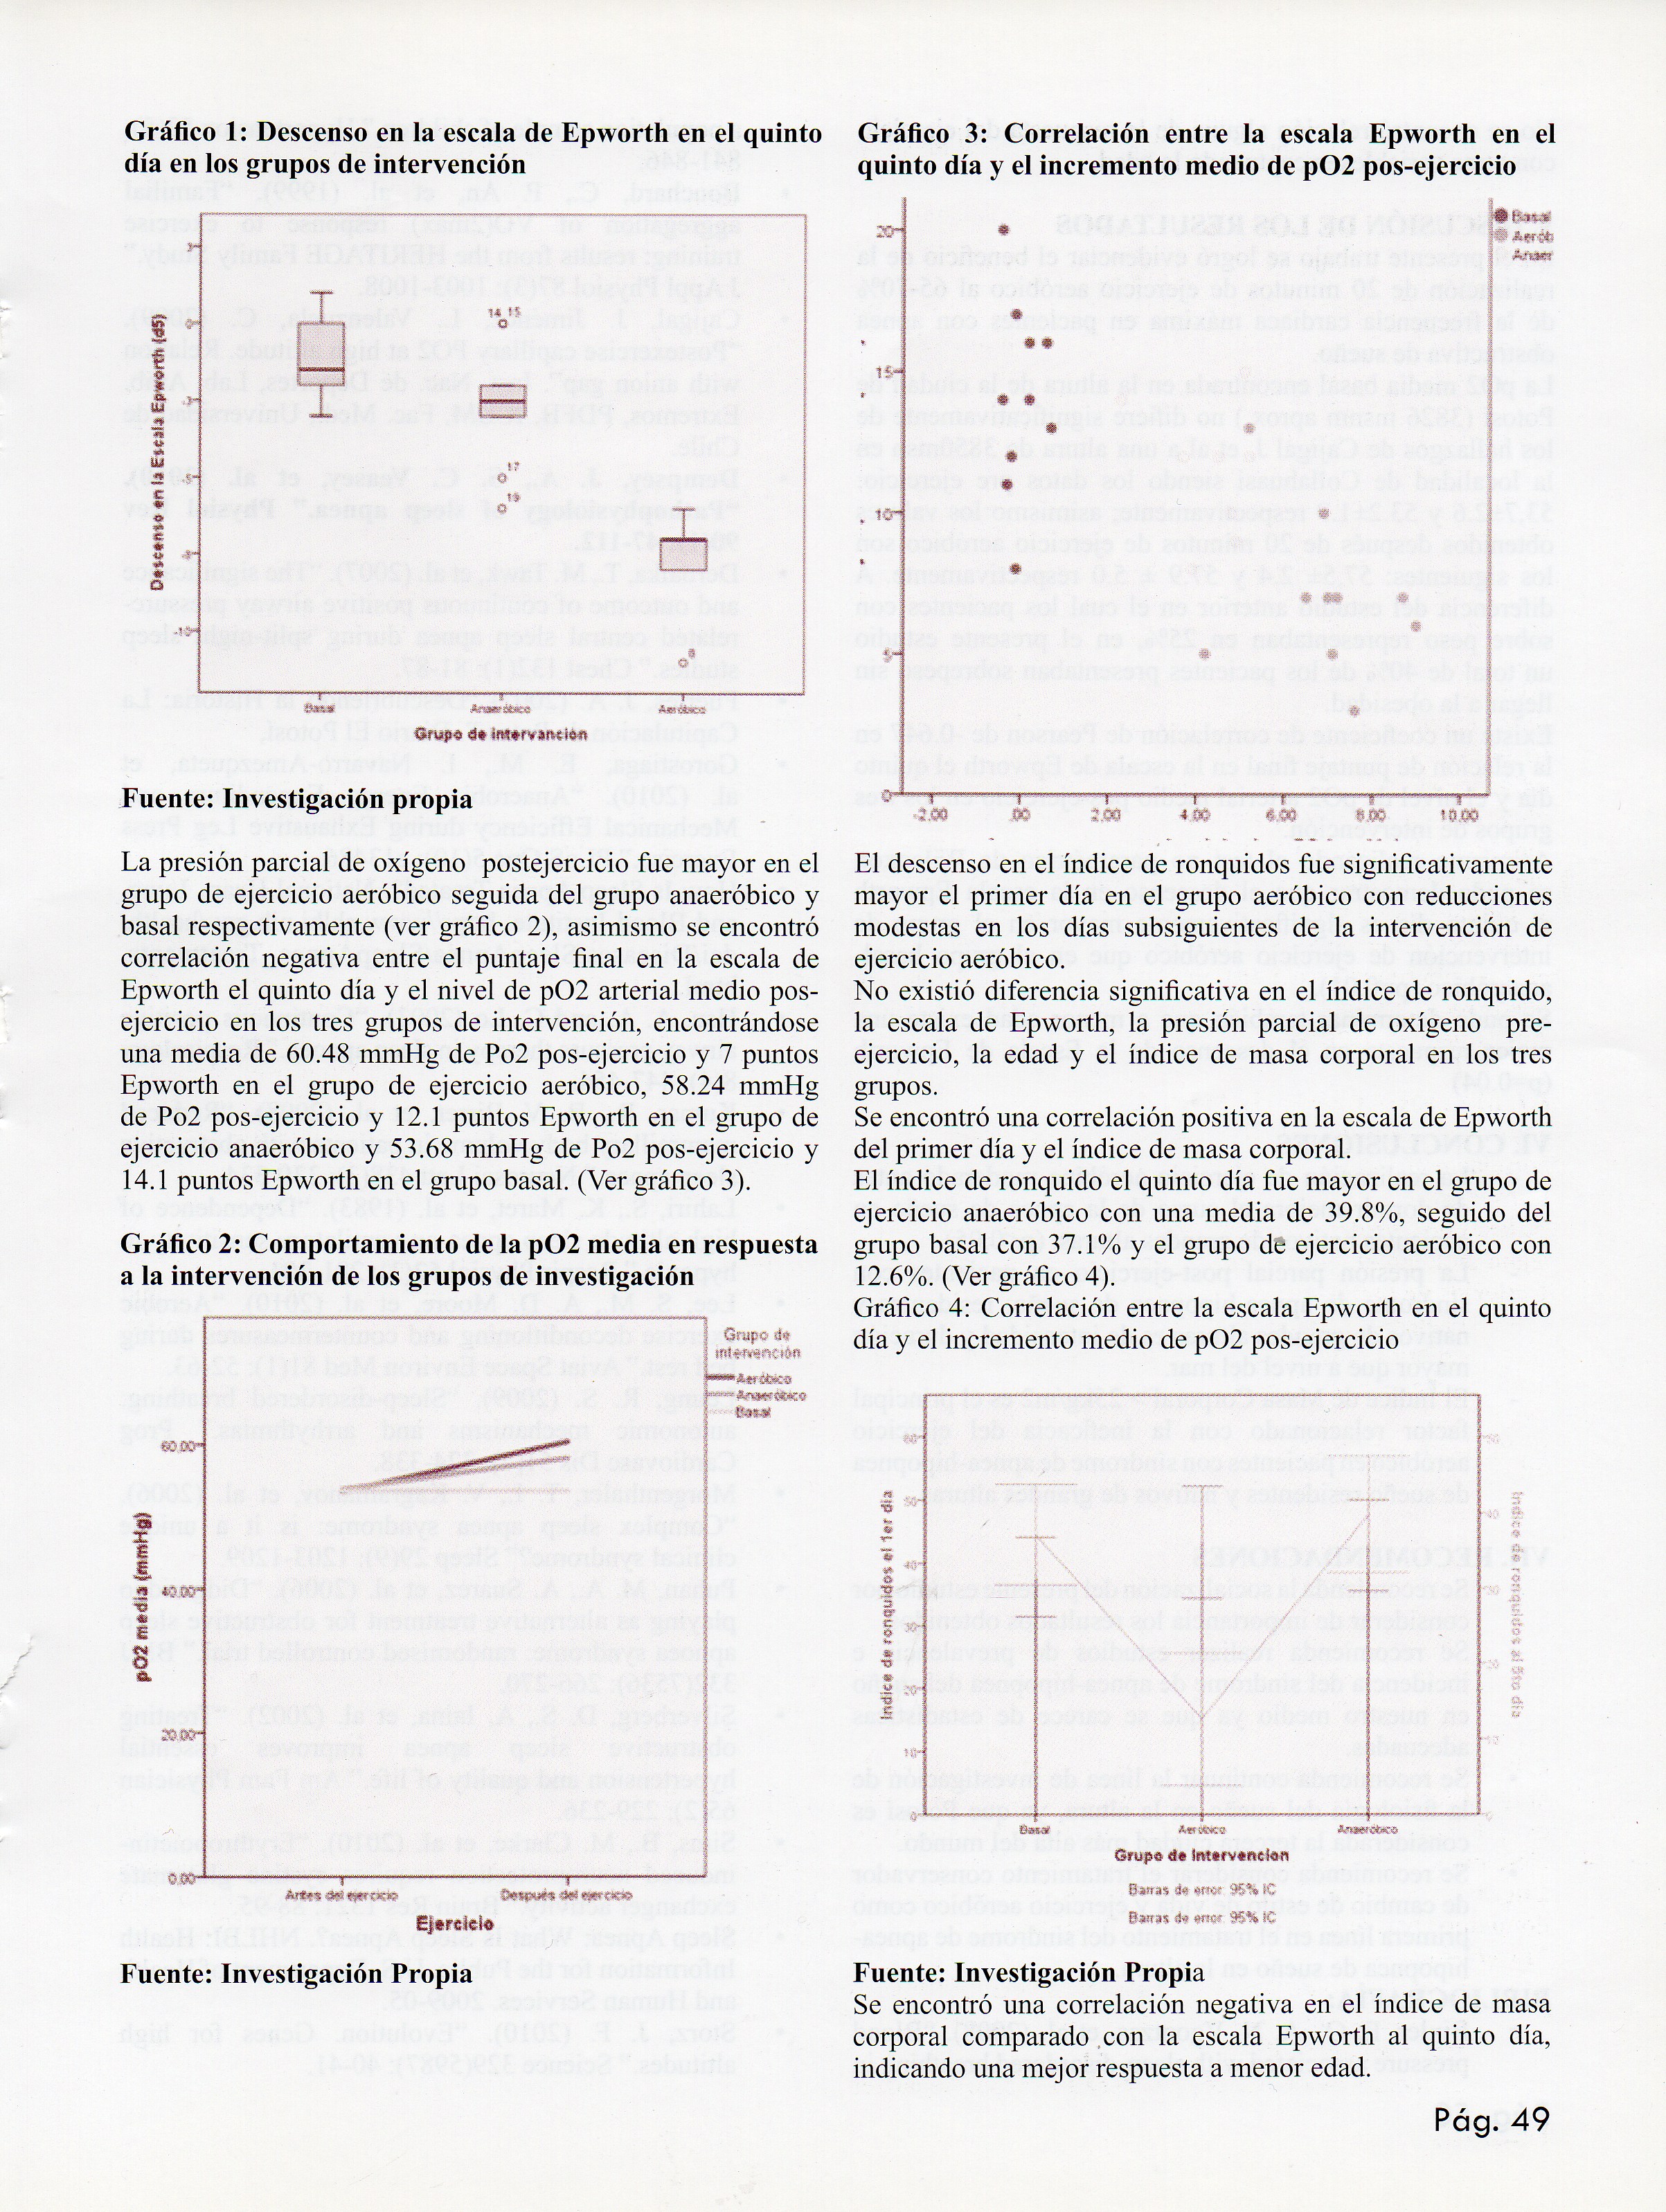 Gráfico 1: Descenso en la escala de Epworth en el quinto
día en los grupos de intervención
Descenso en la Escala Epworth (d5)
14 15
17
19
8
-10
Basal
Anaeróbico
Aeróbico
Grupo de intervanción
Fuente: Investigación propia
La presión parcial de oxígeno postejercicio fue mayor en el
grupo de ejercicio aeróbico seguida del grupo anaeróbico y
basal respectivamente (ver gráfico 2), asimismo se encontró
correlación negativa entre el puntaje final en la escala de
Epworth el quinto día y el nivel de pO2 arterial medio pos-
ejercicio en los tres grupos de intervención, encontrándose
una media de 60.48 mmHg de Po2 pos-ejercicio y 7 puntos
Epworth en el grupo de ejercicio aeróbico, 58.24 mmHg
de Po2 pos-ejercicio y 12.1 puntos Epworth en el grupo de
ejercicio anaeróbico y 53.68 mmHg de Po2 pos-ejercicio y
14.1 puntos Epworth en el grupo basal. (Ver gráfico 3).
Gráfico 2: Comportamiento de la pO2 media en respuesta
a la intervención de los grupos de investigación
Grupo de
intervención
Aeróbico
Anaeróbico
Basal
pO2 media (mmHg)
60,00
40,00
20,00
0,00
Antes del ejercicio
Después del ejercicio
Ejercicio
Fuente: Investigación Propia
Gráfico 3: Correlación entre la escala Epworth en el
quinto día y el incremento medio de pO2 pos-ejercicio
Basal
Aerób
Anaer
20
15
10
5
0
-2,00 ,00 2,00 4,00 6,00 8,00 10,00
El descenso en el índice de ronquidos fue significativamente
mayor el primer día en el grupo aeróbico con reducciones
modestas en los días subsiguientes de la intervención de
ejercicio aeróbico.
No existió diferencia significativa en el índice de ronquido,
la escala de Epworth, la presión parcial de oxígeno pre-
ejercicio, la edad y el índice de masa corporal en los tres
grupos.
Se encontró una correlación positiva en la escala de Epworth
del primer día y el índice de masa corporal.
El índice de ronquido el quinto día fue mayor en el grupo de
ejercicio anaeróbico con una media de 39.8%, seguido del
grupo basal con 37.1% y el grupo de ejercicio aeróbico con
12.6%. (Ver gráfico 4).
Gráfico 4: Correlación entre la escala Epworth en el quinto
día y el incremento medio de pO2 pos-ejercicio
Indice de ronquidos el 1er dia
60
50
40
30
20
10
0
Indice de ronquidos al 5to dia
Basal
Aeróbico
Anaeróbico
Grupo de Intervencion
Barras de error: 95% IC
Barras de error: 95% IC
Fuente: Investigación Propia
Se encontró una correlación negativa en el índice de masa
corporal comparado con la escala Epworth al quinto día,
indicando una mejor respuesta a menor edad.
Pág. 49